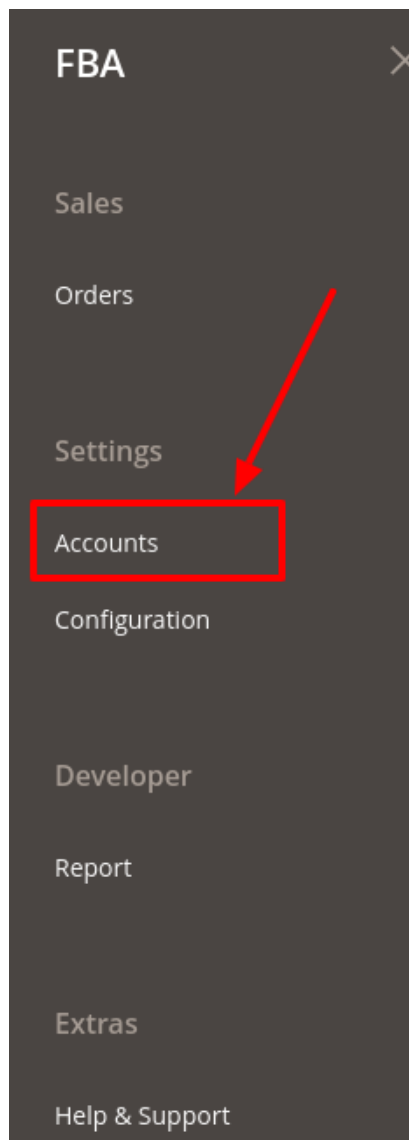 FBA
Sales
Orders
Settings
Accounts
Configuration
Developer
Report
Extras
Help & Support